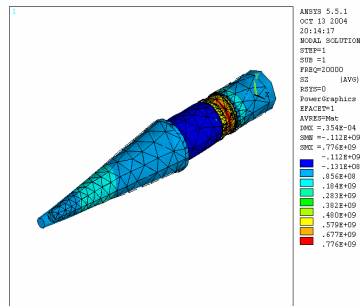 1
ANSYS 5.5.1
OCT 13 2004
20:14:17
NODAL SOLUTION
STEP=1
SUB =1
FREQ=20000
SZ (AVG)
RSYS=0
PowerGraphics
EFACET=1
AVRES=Mat
DMX =.354E-04
SMN =-.112E+09
SMX =.776E+09
-.112E+09
-.131E+08
.856E+08
.184E+09
.283E+09
.382E+09
.480E+09
.579E+09
.677E+09
.776E+09